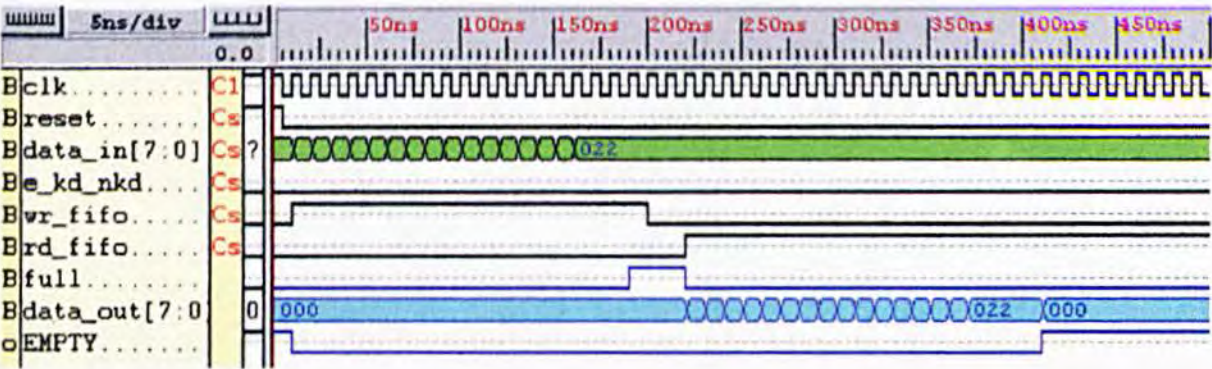 5ns/div 50ns 100ns 150ns 200ns 250ns 300ns 350ns 400ns 450ns
0.0
B clk......... Cl
B reset....... Cs
B data_in[7:0] Cs ? 022
B e_kd_nkd.... Cs
B wr_fifo..... Cs
B rd_fifo..... Cs
B full........
B data_out[7:0 0 000 022 000
o EMPTY.......